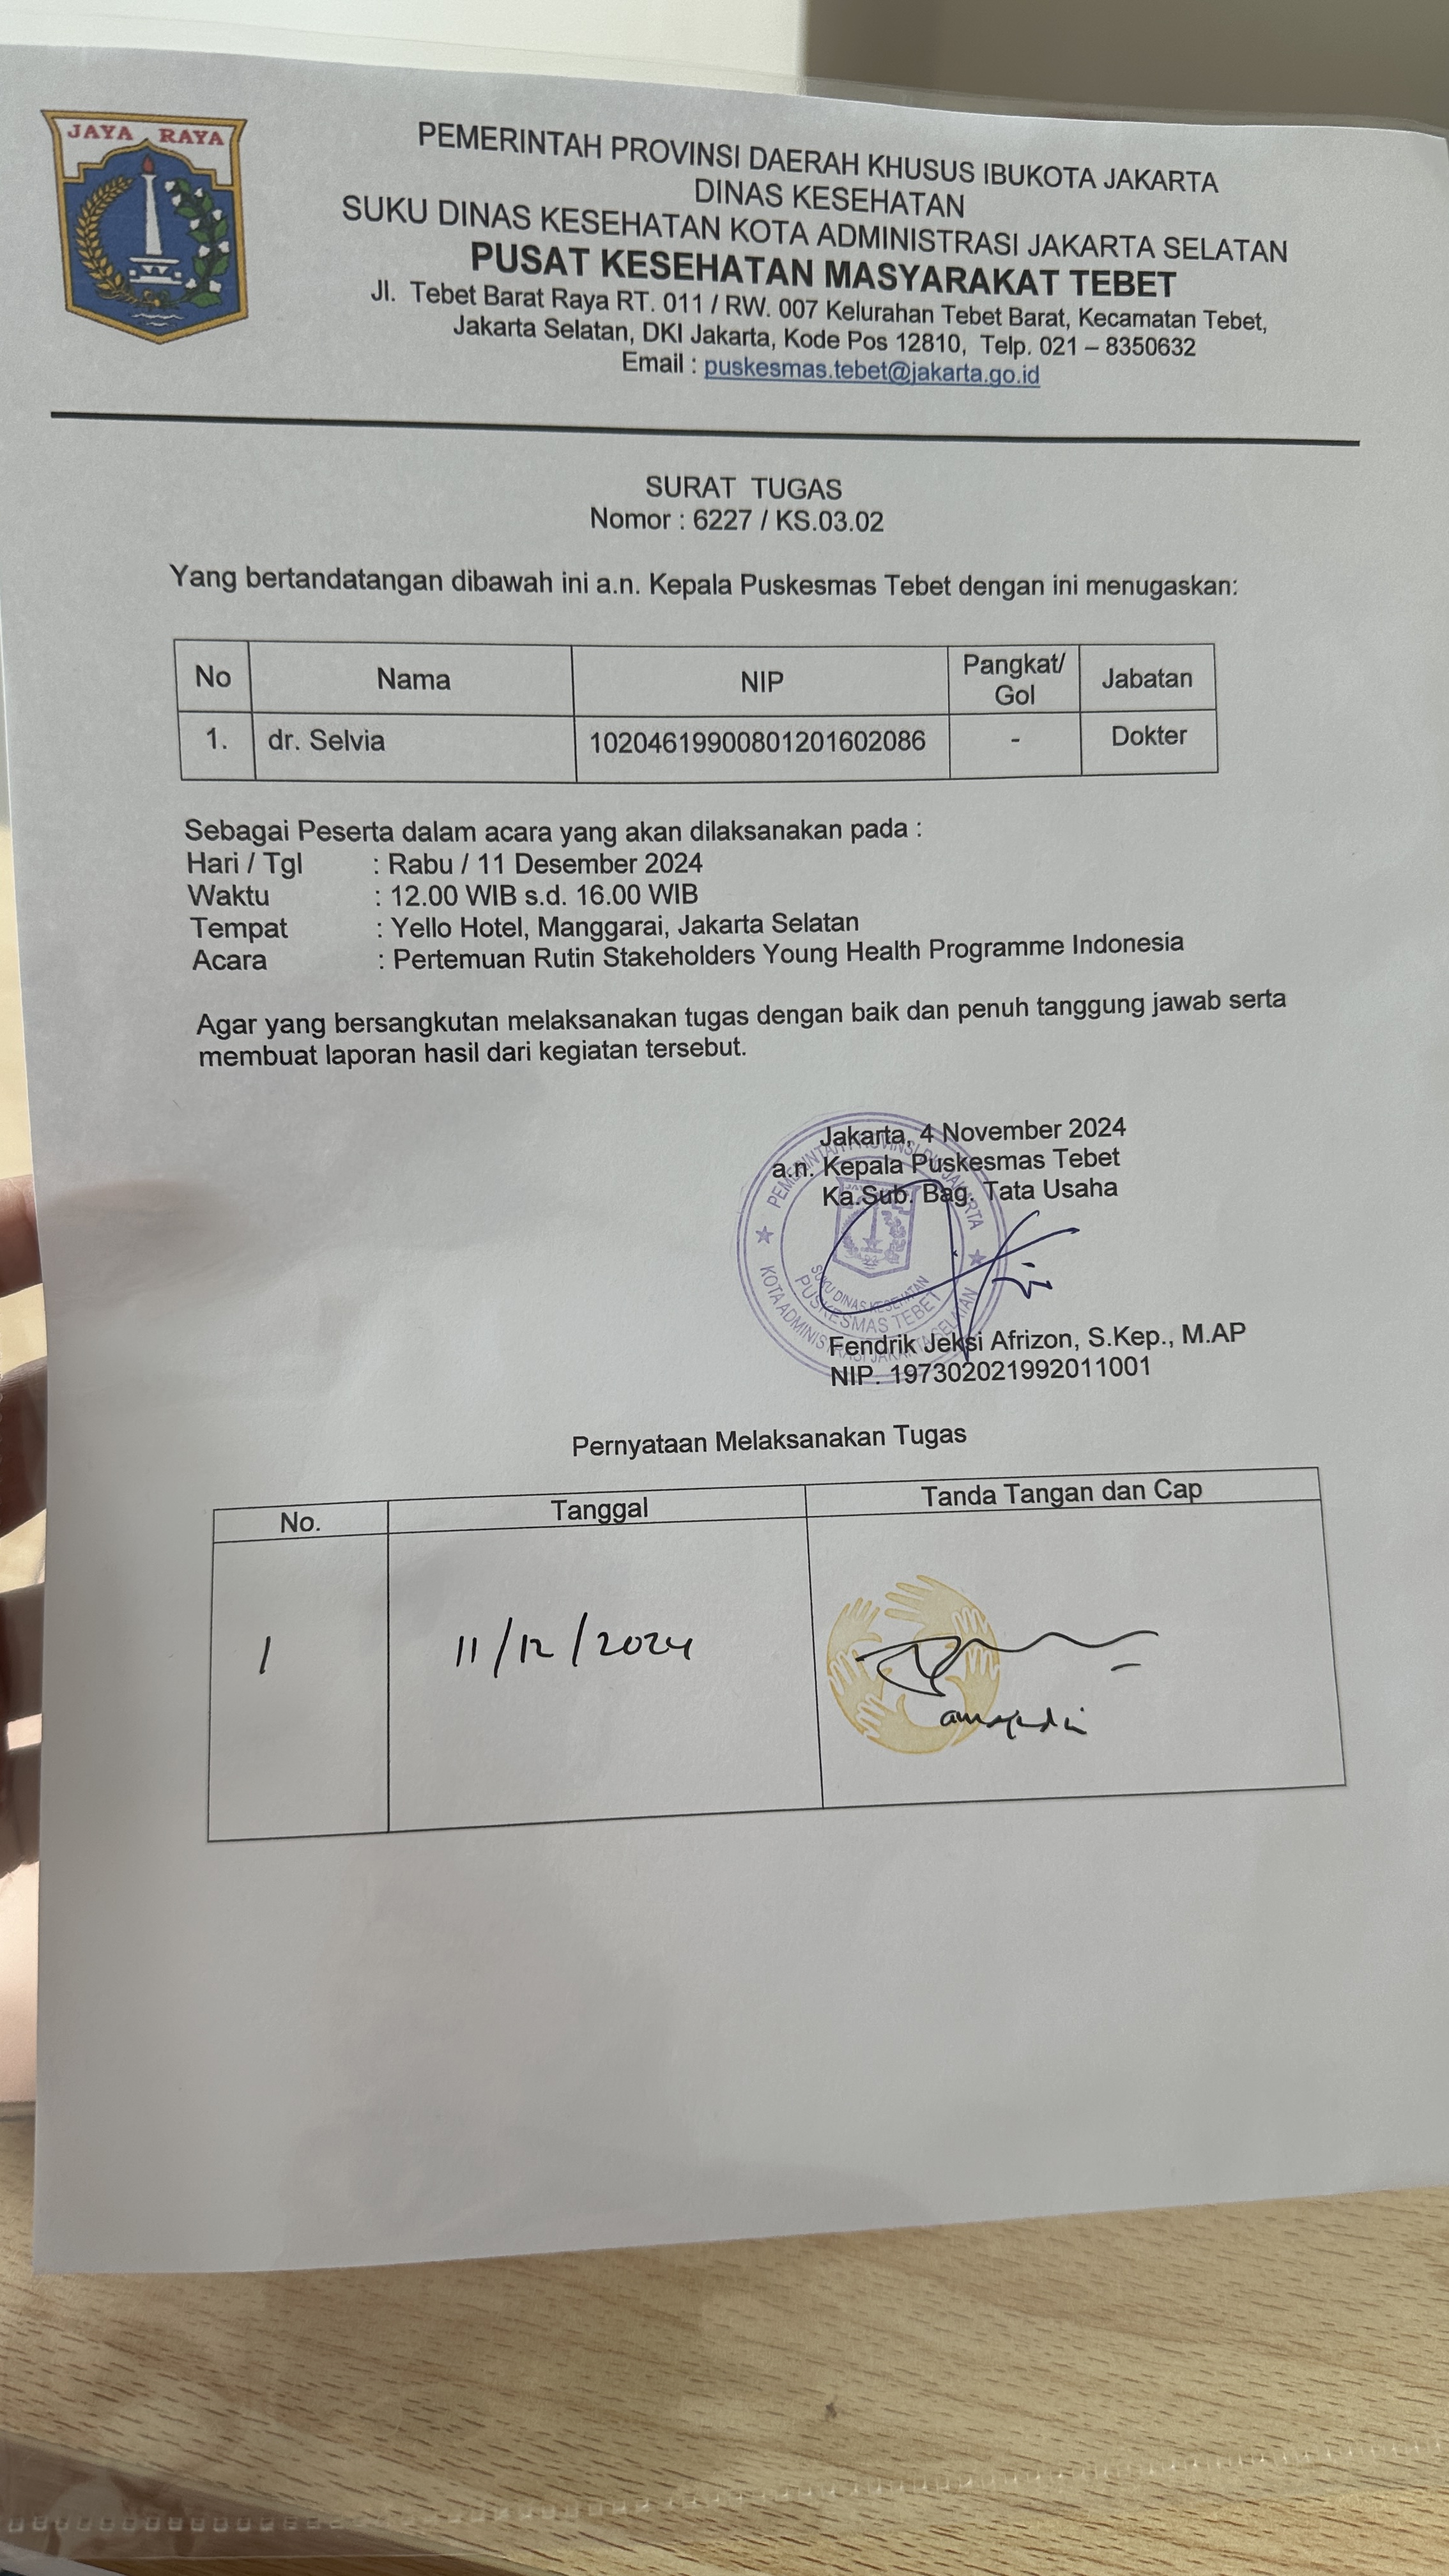 JAYA RAYA
PEMERINTAH PROVINSI DAERAH KHUSUS IBUKOTA JAKARTA
DINAS KESEHATAN
SUKU DINAS KESEHATAN KOTA ADMINISTRASI JAKARTA SELATAN
PUSAT KESEHATAN MASYARAKAT TEBET
Jl. Tebet Barat Raya RT. 011 / RW. 007 Kelurahan Tebet Barat, Kecamatan Tebet,
Jakarta Selatan, DKI Jakarta, Kode Pos 12810, Telp. 021 – 8350632
Email : puskesmas.tebet@jakarta.go.id
SURAT TUGAS
Nomor : 6227 / KS.03.02
Yang bertandatangan dibawah ini a.n. Kepala Puskesmas Tebet dengan ini menugaskan:
No Nama NIP Pangkat/ Gol Jabatan
1. dr. Selvia 10204619900801201602086 - Dokter
Sebagai Peserta dalam acara yang akan dilaksanakan pada :
Hari / Tgl : Rabu / 11 Desember 2024
Waktu : 12.00 WIB s.d. 16.00 WIB
Tempat : Yello Hotel, Manggarai, Jakarta Selatan
Acara : Pertemuan Rutin Stakeholders Young Health Programme Indonesia
Agar yang bersangkutan melaksanakan tugas dengan baik dan penuh tanggung jawab serta
membuat laporan hasil dari kegiatan tersebut.
Jakarta, 4 November 2024
a.n. Kepala Puskesmas Tebet
Ka.Sub. Bag. Tata Usaha
PEMERINTAH PROVINSI DKI JAKARTA
SUKU DINAS KESEHATAN
PUSKESMAS TEBET
KOTA ADMINISTRASI JAKARTA SELATAN
Fendrik Jeksi Afrizon, S.Kep., M.AP
NIP. 197302021992011001
Pernyataan Melaksanakan Tugas
No. Tanggal Tanda Tangan dan Cap
1 11/12/2024